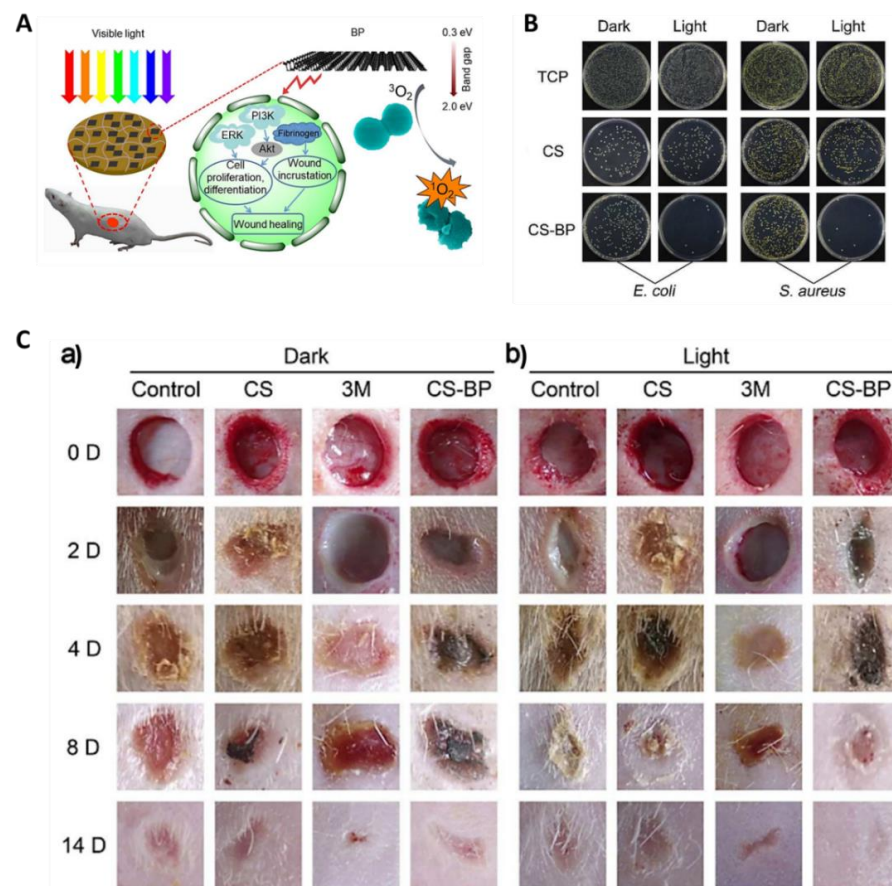 A
Visible light
BP
0.3 eV
Band gap
2.0 eV
³O₂
PI3K
ERK
Fibrinogen
Akt
Cell proliferation, differentiation
Wound incrustation
Wound healing
¹O₂
B
Dark Light Dark Light
TCP
CS
CS-BP
E. coli S. aureus
C
a) Dark b) Light
Control CS 3M CS-BP Control CS 3M CS-BP
0 D
2 D
4 D
8 D
14 D